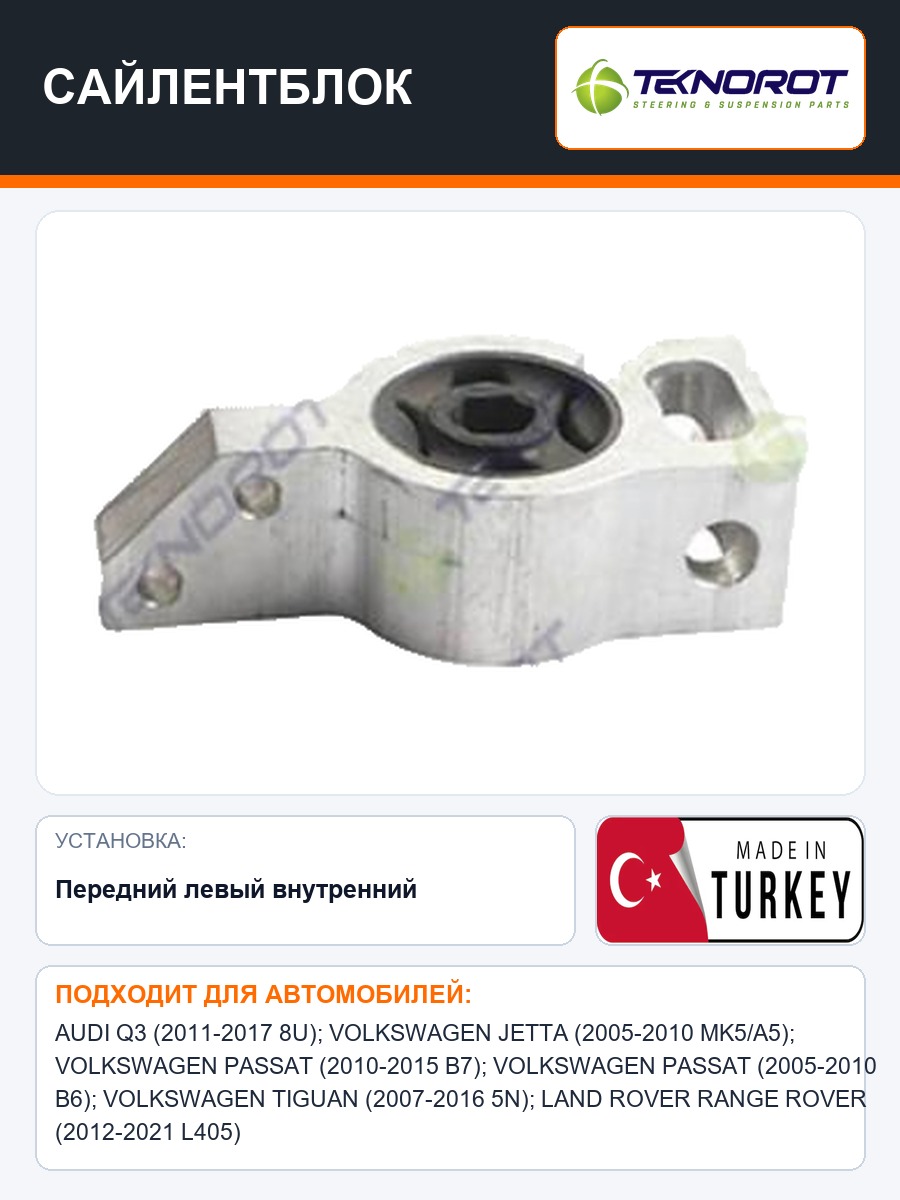 САЙЛЕНТБЛОК
TEKNOROT
STEERING & SUSPENSION PARTS
TEKNOROT
УСТАНОВКА:
Передний левый внутренний
MADE IN
TURKEY
ПОДХОДИТ ДЛЯ АВТОМОБИЛЕЙ:
AUDI Q3 (2011-2017 8U); VOLKSWAGEN JETTA (2005-2010 MK5/A5);
VOLKSWAGEN PASSAT (2010-2015 B7); VOLKSWAGEN PASSAT (2005-2010
B6); VOLKSWAGEN TIGUAN (2007-2016 5N); LAND ROVER RANGE ROVER
(2012-2021 L405)